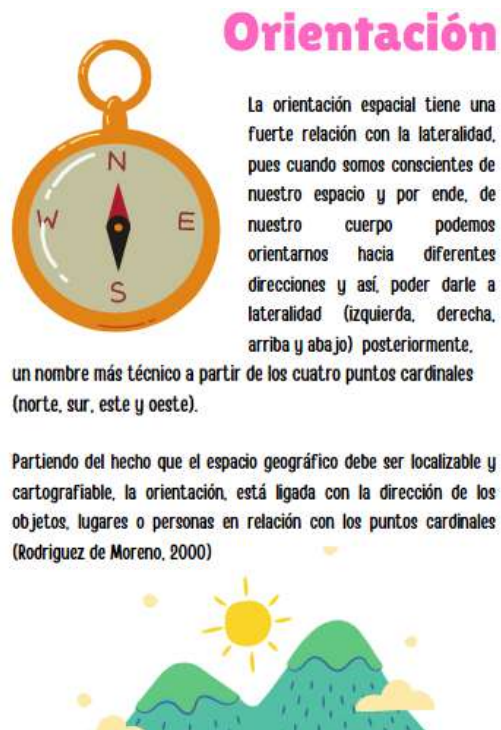 Orientación
N
W E
S
La orientación espacial tiene una
fuerte relación con la lateralidad,
pues cuando somos conscientes de
nuestro espacio y por ende, de
nuestro cuerpo podemos
orientarnos hacia diferentes
direcciones y así, poder darle a
lateralidad (izquierda, derecha,
arriba y abajo) posteriormente,
un nombre más técnico a partir de los cuatro puntos cardinales
(norte, sur, este y oeste).
Partiendo del hecho que el espacio geográfico debe ser localizable y
cartografiable, la orientación, está ligada con la dirección de los
objetos, lugares o personas en relación con los puntos cardinales
(Rodriguez de Moreno, 2000)